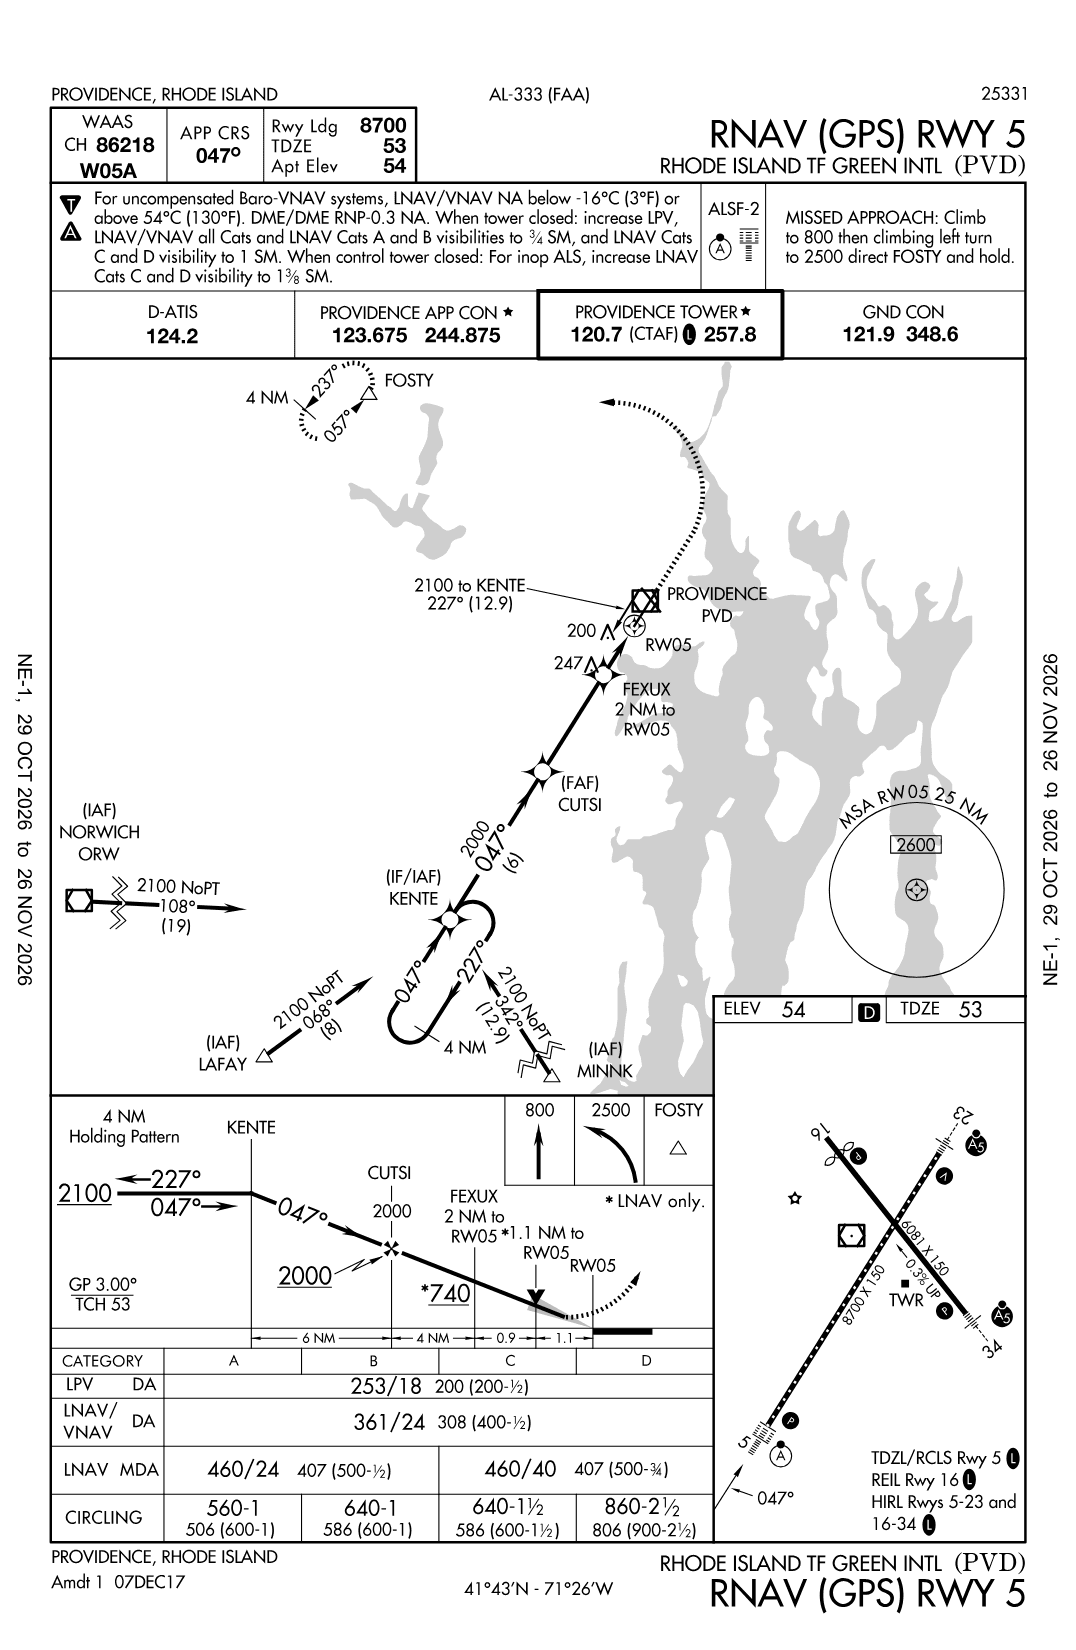 PROVIDENCE, RHODE ISLAND
AL-333 (FAA)
25331
WAAS
CH 86218
W05A
APP CRS
047°
Rwy Ldg 8700
TDZE 53
Apt Elev 54
RNAV (GPS) RWY 5
RHODE ISLAND TF GREEN INTL (PVD)
T
A
For uncompensated Baro-VNAV systems, LNAV/VNAV NA below -16°C (3°F) or
above 54°C (130°F). DME/DME RNP-0.3 NA. When tower closed: increase LPV,
LNAV/VNAV all Cats and LNAV Cats A and B visibilities to ¾ SM, and LNAV Cats
C and D visibility to 1 SM. When control tower closed: For inop ALS, increase LNAV
Cats C and D visibility to 1⅜ SM.
ALSF-2
A
MISSED APPROACH: Climb
to 800 then climbing left turn
to 2500 direct FOSTY and hold.
D-ATIS
124.2
PROVIDENCE APP CON ★
123.675 244.875
PROVIDENCE TOWER ★
120.7 (CTAF) L 257.8
GND CON
121.9 348.6
FOSTY
4 NM
237°
057°
2100 to KENTE
227° (12.9)
PROVIDENCE
PVD
200
RW05
247
FEXUX
2 NM to
RW05
(FAF)
CUTSI
2000
047°
(6)
MSA RW05 25 NM
2600
(IAF)
NORWICH
ORW
2100 NoPT
108°
(19)
(IF/IAF)
KENTE
047°
227°
4 NM
2100 NoPT
068°
(8)
(IAF)
LAFAY
2100 NoPT
342°
(12.9)
(IAF)
MINNK
NE-1, 29 OCT 2026 to 26 NOV 2026
NE-1, 29 OCT 2026 to 26 NOV 2026
ELEV 54
D
TDZE 53
16
23
A5
P
V
6081 X 150
0.3% UP
TWR
8700 X 150
P
A5
34
P
5
A
047°
TDZL/RCLS Rwy 5 L
REIL Rwy 16 L
HIRL Rwys 5-23 and
16-34 L
4 NM
Holding Pattern
KENTE
2100
227°
047°
047°
CUTSI
2000
2000
FEXUX
2 NM to
RW05
*1.1 NM to
RW05
RW05
*740
GP 3.00°
TCH 53
800
2500
FOSTY
* LNAV only.
6 NM
4 NM
0.9
1.1
CATEGORY A B C D
LPV DA 253/18 200 (200-½)
LNAV/
VNAV DA 361/24 308 (400-½)
LNAV MDA 460/24 407 (500-½) 460/40 407 (500-¾)
CIRCLING
560-1
506 (600-1)
640-1
586 (600-1)
640-1½
586 (600-1½)
860-2½
806 (900-2½)
PROVIDENCE, RHODE ISLAND
Amdt 1 07DEC17
41°43'N - 71°26'W
RHODE ISLAND TF GREEN INTL (PVD)
RNAV (GPS) RWY 5